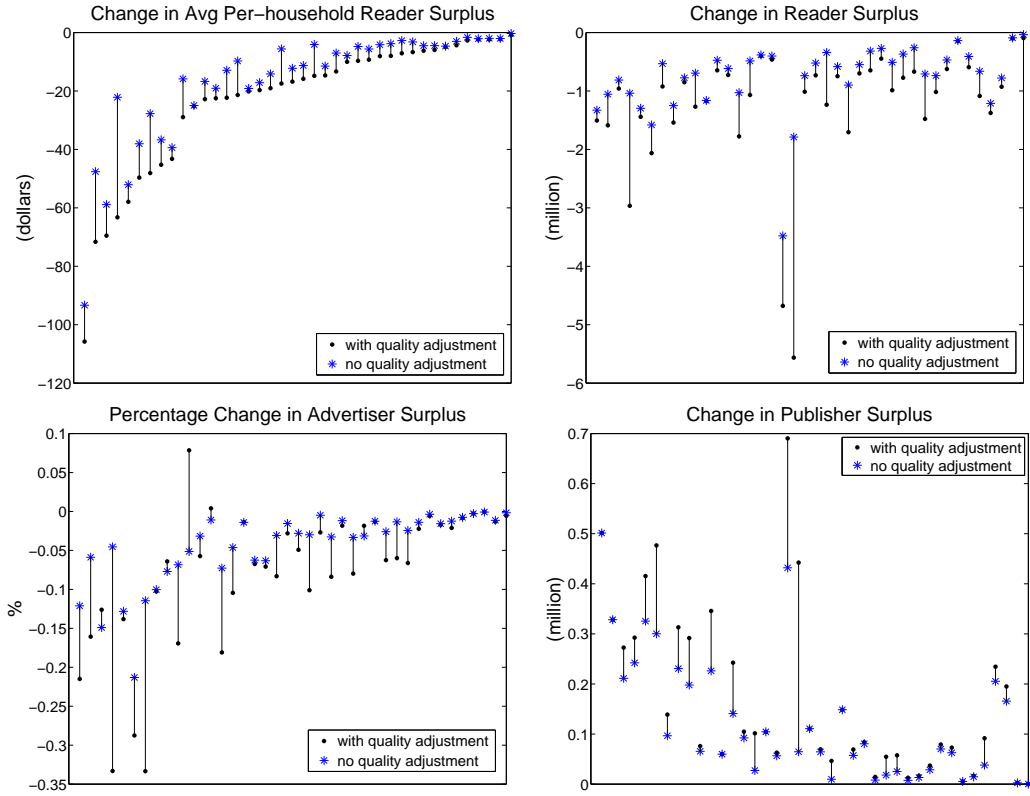 Change in Avg Per−household Reader Surplus
0
−20
−40
−60
−80
−100
−120
(dollars)
with quality adjustment
no quality adjustment
Change in Reader Surplus
0
−1
−2
−3
−4
−5
−6
(million)
with quality adjustment
no quality adjustment
Percentage Change in Advertiser Surplus
0.1
0.05
0
−0.05
−0.1
−0.15
−0.2
−0.25
−0.3
−0.35
%
with quality adjustment
no quality adjustment
Change in Publisher Surplus
0.7
0.6
0.5
0.4
0.3
0.2
0.1
0
(million)
with quality adjustment
no quality adjustment